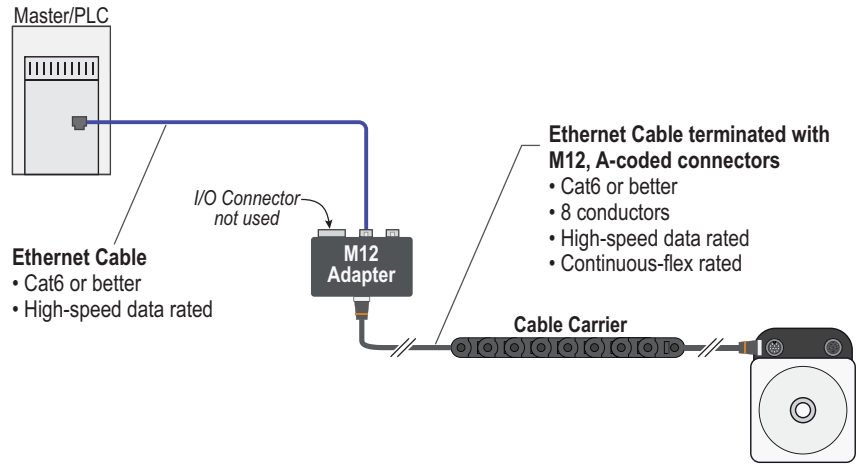 Master/PLC
Ethernet Cable terminated with
M12, A-coded connectors
• Cat6 or better
• 8 conductors
• High-speed data rated
• Continuous-flex rated
I/O Connector
not used
Ethernet Cable
• Cat6 or better
• High-speed data rated
M12
Adapter
Cable Carrier